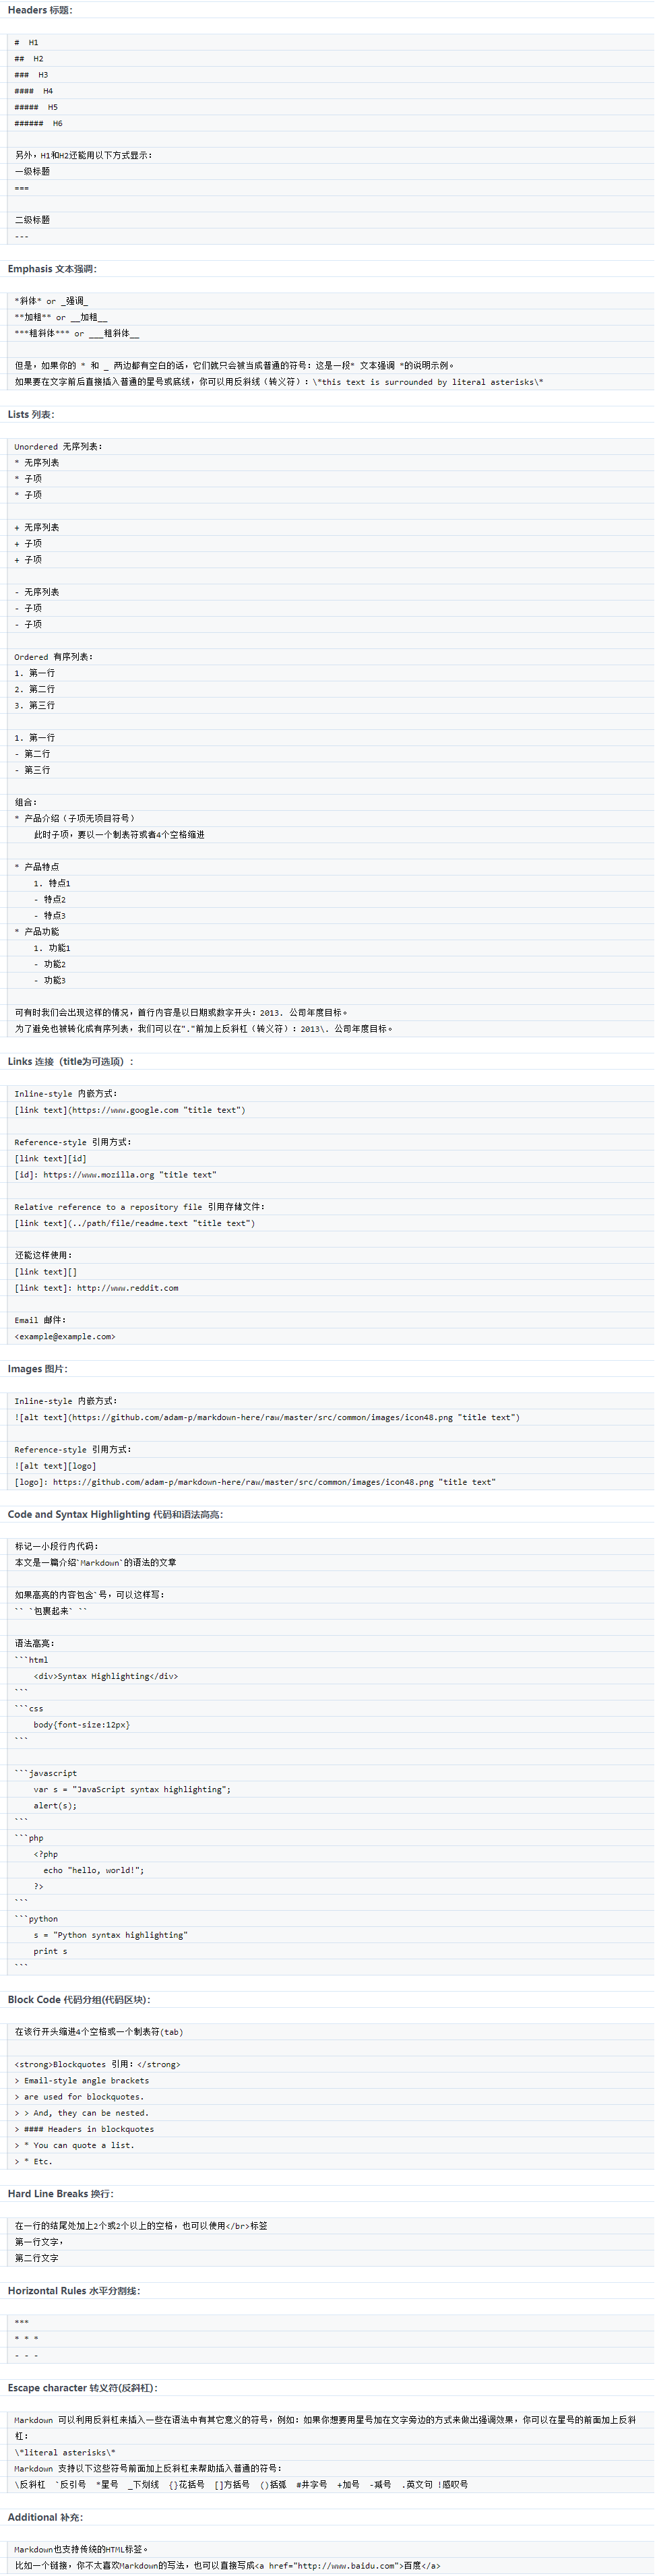 Headers 标题：
#  H1
##  H2
###  H3
####  H4
#####  H5
######  H6
另外，H1和H2还能用以下方式显示：
一级标题
===
二级标题
---
Emphasis 文本强调：
*斜体* or _强调_
**加粗** or __加粗__
***粗斜体*** or ___粗斜体__
但是，如果你的 * 和 _ 两边都有空白的话，它们就只会被当成普通的符号：这是一段* 文本强调 *的说明示例。
如果要在文字前后直接插入普通的星号或底线，你可以用反斜线（转义符）：\*this text is surrounded by literal asterisks\*
Lists 列表：
Unordered 无序列表：
* 无序列表
* 子项
* 子项
+ 无序列表
+ 子项
+ 子项
- 无序列表
- 子项
- 子项
Ordered 有序列表：
1. 第一行
2. 第二行
3. 第三行
1. 第一行
- 第二行
- 第三行
组合：
* 产品介绍（子项无项目符号）
    此时子项，要以一个制表符或者4个空格缩进
* 产品特点
    1. 特点1
    - 特点2
    - 特点3
* 产品功能
    1. 功能1
    - 功能2
    - 功能3
可有时我们会出现这样的情况，首行内容是以日期或数字开头：2013. 公司年度目标。
为了避免也被转化成有序列表，我们可以在"."前加上反斜杠（转义符）：2013\. 公司年度目标。
Links 连接（title为可选项）：
Inline-style 内嵌方式：
[link text](https://www.google.com "title text")
Reference-style 引用方式：
[link text][id]
[id]: https://www.mozilla.org "title text"
Relative reference to a repository file 引用存储文件：
[link text](../path/file/readme.text "title text")
还能这样使用：
[link text][]
[link text]: http://www.reddit.com
Email 邮件：
<example@example.com>
Images 图片：
Inline-style 内嵌方式：
![alt text](https://github.com/adam-p/markdown-here/raw/master/src/common/images/icon48.png "title text")
Reference-style 引用方式：
![alt text][logo]
[logo]: https://github.com/adam-p/markdown-here/raw/master/src/common/images/icon48.png "title text"
Code and Syntax Highlighting 代码和语法高亮：
标记一小段行内代码：
本文是一篇介绍`Markdown`的语法的文章
如果高亮的内容包含`号，可以这样写：
`` `包裹起来` ``
语法高亮：
```html
    <div>Syntax Highlighting</div>
```
```css
    body{font-size:12px}
```
```javascript
    var s = "JavaScript syntax highlighting";
    alert(s);
```
```php
    <?php
      echo "hello, world!";
    ?>
```
```python
    s = "Python syntax highlighting"
    print s
```
Block Code 代码分组(代码区块)：
在该行开头缩进4个空格或一个制表符(tab)
<strong>Blockquotes 引用：</strong>
> Email-style angle brackets
> are used for blockquotes.
> > And, they can be nested.
> #### Headers in blockquotes
> * You can quote a list.
> * Etc.
Hard Line Breaks 换行：
在一行的结尾处加上2个或2个以上的空格，也可以使用</br>标签
第一行文字，
第二行文字
Horizontal Rules 水平分割线：
***
* * *
- - -
Escape character 转义符(反斜杠)：
Markdown 可以利用反斜杠来插入一些在语法中有其它意义的符号，例如：如果你想要用星号加在文字旁边的方式来做出强调效果，你可以在星号的前面加上反斜
杠：
\*literal asterisks\*
Markdown 支持以下这些符号前面加上反斜杠来帮助插入普通的符号：
\反斜杠  `反引号  *星号  _下划线  {}花括号  []方括号  ()括弧  #井字号  +加号  -减号  .英文句 !感叹号
Additional 补充：
Markdown也支持传统的HTML标签。
比如一个链接，你不太喜欢Markdown的写法，也可以直接写成<a href="http://www.baidu.com">百度</a>